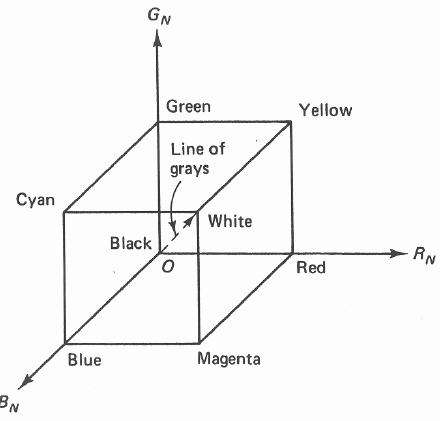 G_N
Green
Yellow
Line of
grays
Cyan
White
Black
O
R_N
Red
Blue
Magenta
B_N